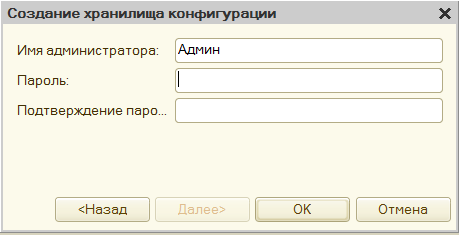 Создание хранилища конфигурации
Имя администратора: Админ
Пароль:
Подтверждение паро...
<Назад Далее> OK Отмена